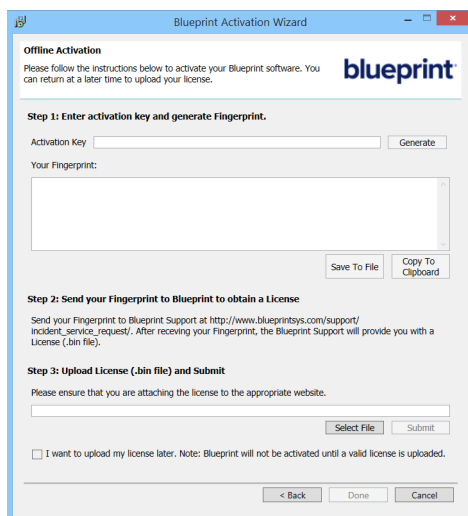 Blueprint Activation Wizard
Offline Activation
Please follow the instructions below to activate your Blueprint software. You
can return at a later time to upload your license.
blueprint
Step 1: Enter activation key and generate Fingerprint.
Activation Key
Generate
Your Fingerprint:
Save To File
Copy To
Clipboard
Step 2: Send your Fingerprint to Blueprint to obtain a License
Send your Fingerprint to Blueprint Support at http://www.blueprintsys.com/support/
incident_service_request/. After receving your Fingerprint, the Blueprint Support will provide you with a
License (.bin file).
Step 3: Upload License (.bin file) and Submit
Please ensure that you are attaching the license to the appropriate website.
Select File
Submit
I want to upload my license later. Note: Blueprint will not be activated until a valid license is uploaded.
< Back
Done
Cancel